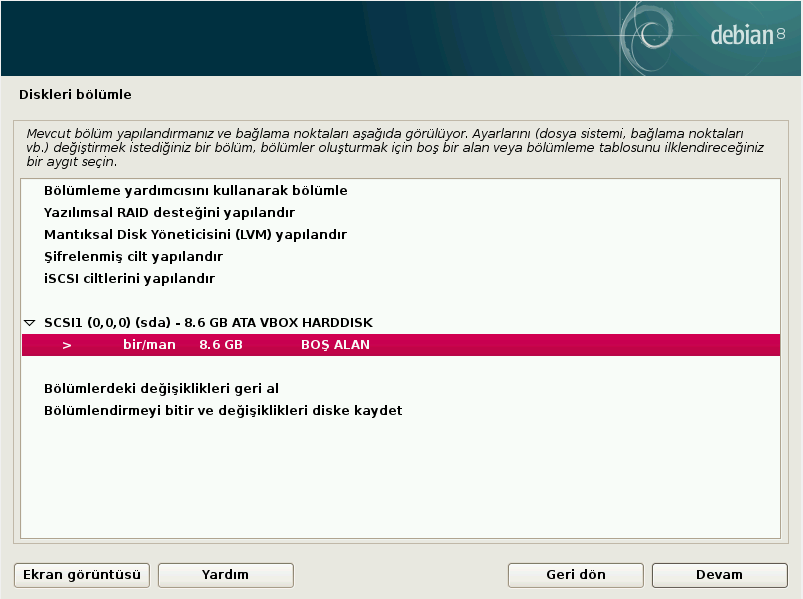 debian 8
Diskleri bölümle
Mevcut bölüm yapılandırmanız ve bağlama noktaları aşağıda görülüyor. Ayarlarını (dosya sistemi, bağlama noktaları
vb.) değiştirmek istediğiniz bir bölüm, bölümler oluşturmak için boş bir alan veya bölümleme tablosunu ilklendireceğiniz
bir aygıt seçin.
Bölümleme yardımcısını kullanarak bölümle
Yazılımsal RAID desteğini yapılandır
Mantıksal Disk Yöneticisini (LVM) yapılandır
Şifrelenmiş cilt yapılandır
iSCSI ciltlerini yapılandır
SCSI1 (0,0,0) (sda) - 8.6 GB ATA VBOX HARDDISK
> bir/man 8.6 GB BOŞ ALAN
Bölümlerdeki değişiklikleri geri al
Bölümlendirmeyi bitir ve değişiklikleri diske kaydet
Ekran görüntüsü Yardım Geri dön Devam